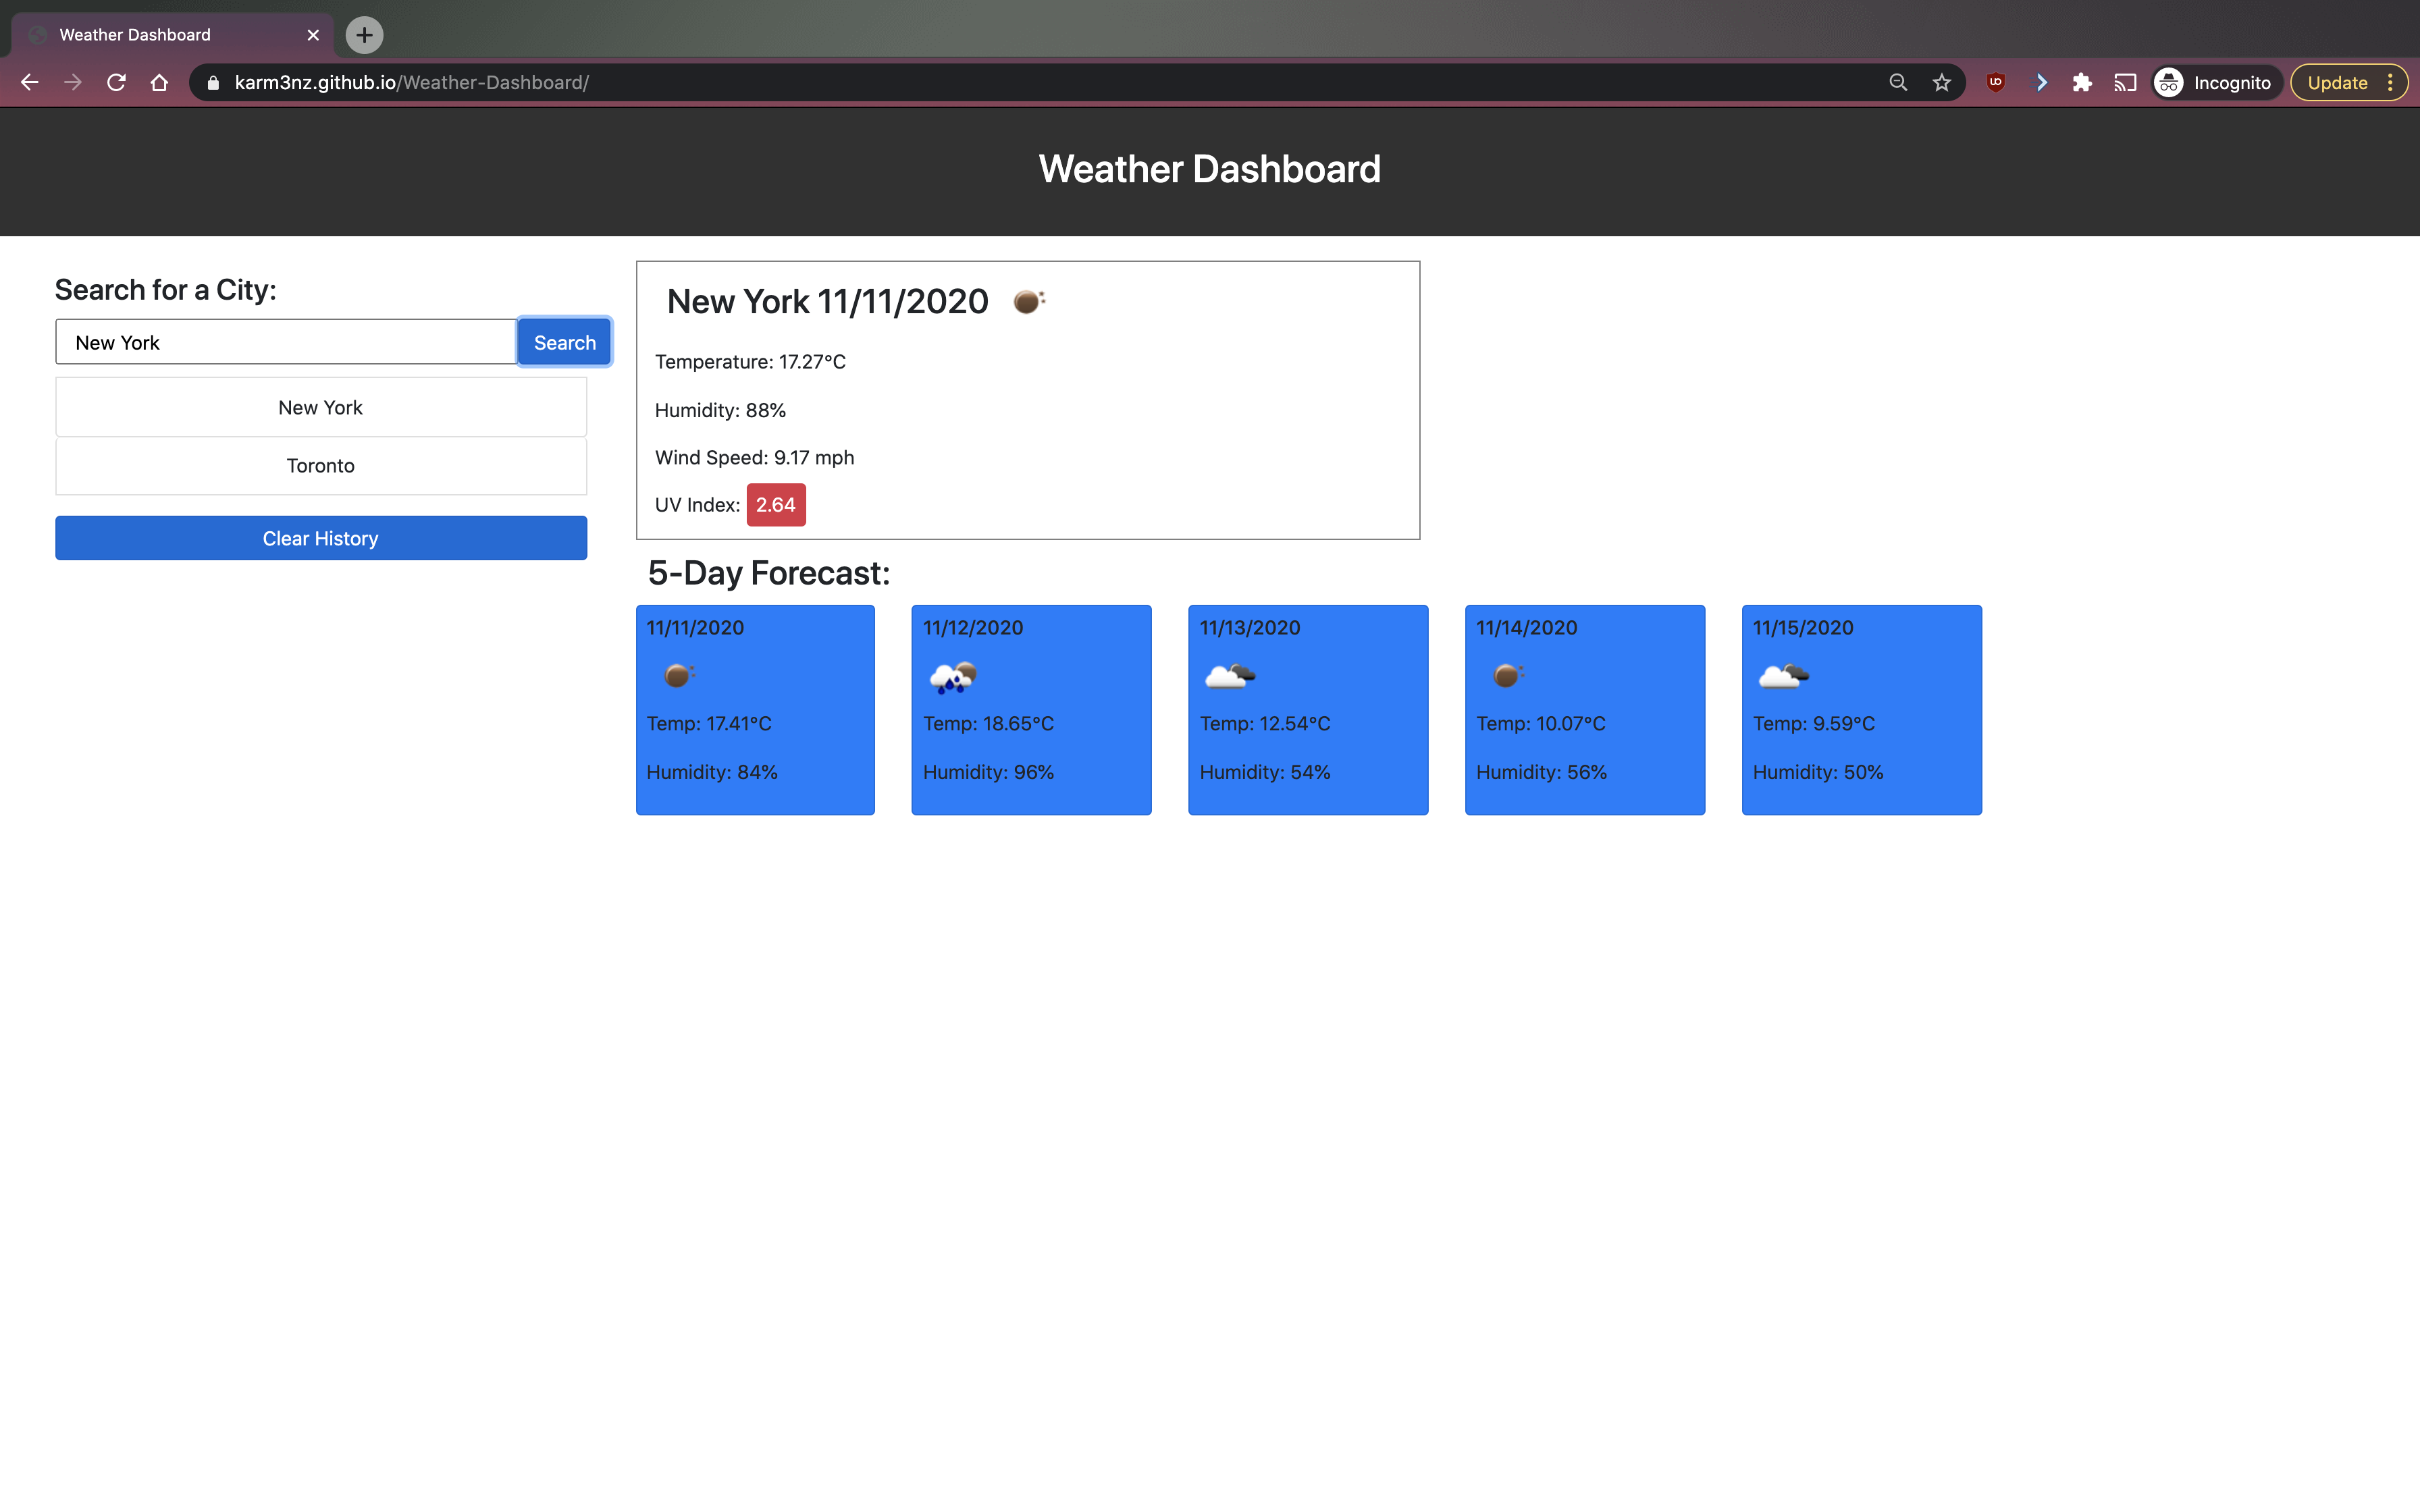 Weather Dashboard
karm3nz.github.io/Weather-Dashboard/
Incognito
Update
Weather Dashboard
Search for a City:
New York
Search
New York
Toronto
Clear History
New York 11/11/2020
Temperature: 17.27°C
Humidity: 88%
Wind Speed: 9.17 mph
UV Index: 2.64
5-Day Forecast:
11/11/2020
Temp: 17.41°C
Humidity: 84%
11/12/2020
Temp: 18.65°C
Humidity: 96%
11/13/2020
Temp: 12.54°C
Humidity: 54%
11/14/2020
Temp: 10.07°C
Humidity: 56%
11/15/2020
Temp: 9.59°C
Humidity: 50%